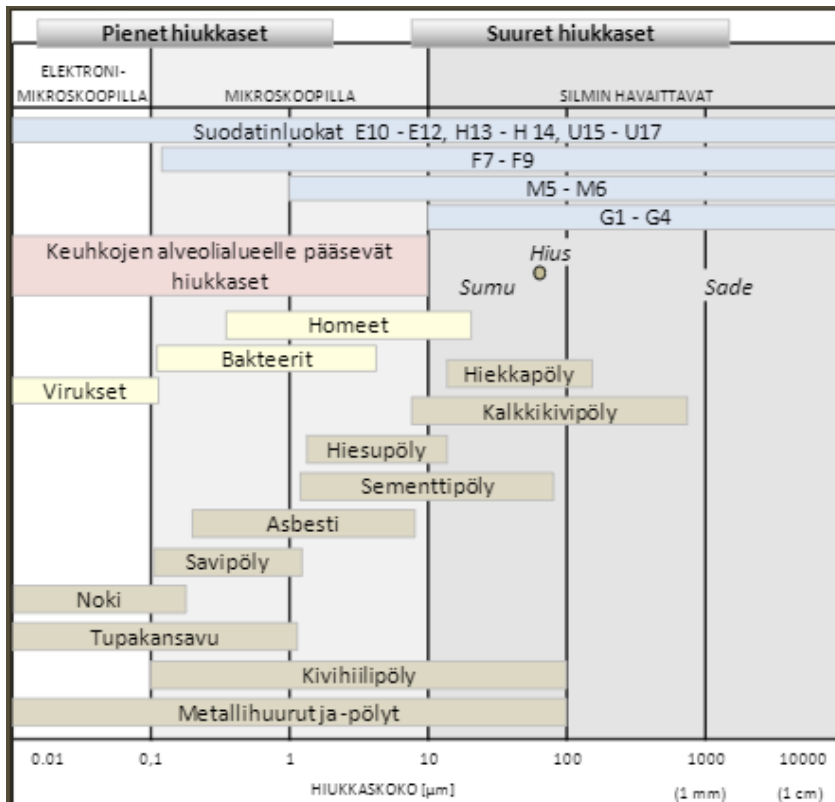 Pienet hiukkaset
Suuret hiukkaset
ELEKTRONI-
MIKROSKOOPILLA
MIKROSKOOPILLA
SILMIN HAVAITTAVAT
Suodatinluokat E10 - E12, H13 - H 14, U15 - U17
F7 - F9
M5 - M6
G1 - G4
Keuhkojen alveolialueelle pääsevät
hiukkaset
Hius
Sumu
Sade
Homeet
Bakteerit
Hiekkapöly
Virukset
Kalkkikivipöly
Hiesupöly
Sementtipöly
Asbesti
Savipöly
Noki
Tupakansavu
Kivihiilipöly
Metallihuurut ja -pölyt
0.01 0,1 1 10 100 1000 10000
HIUKKASKOKO [µm] (1 mm) (1 cm)